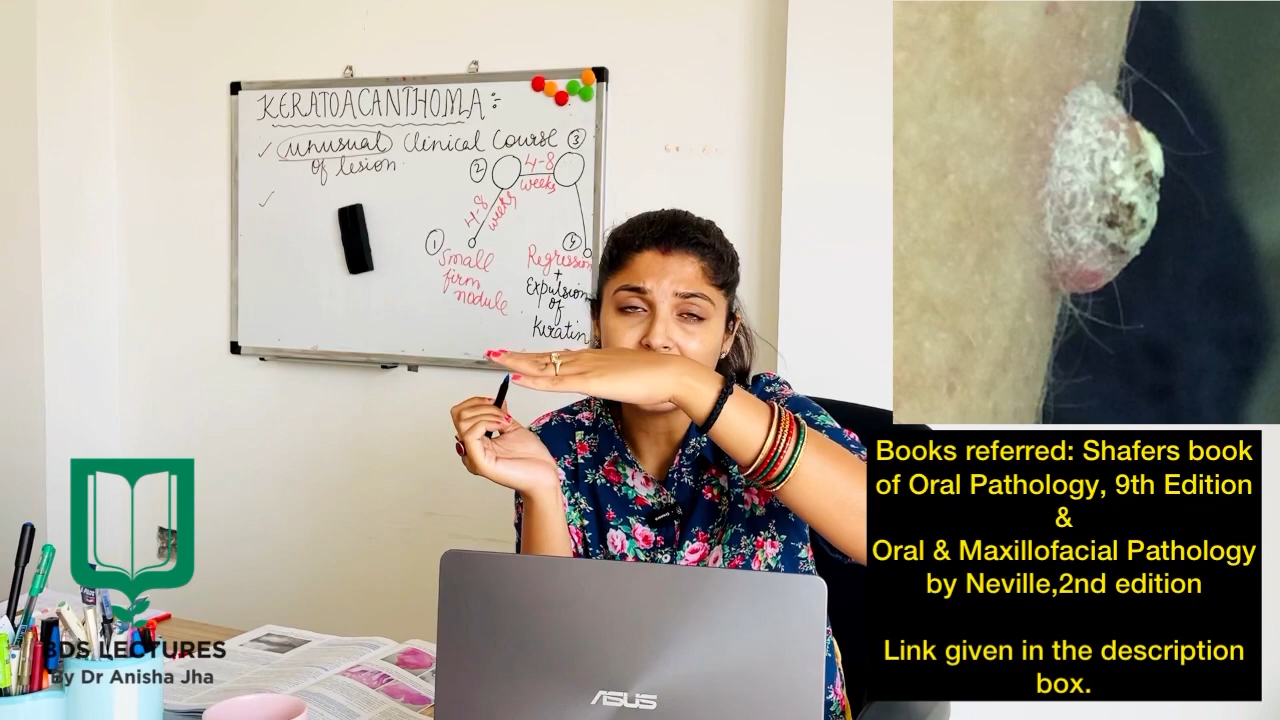 KERATOACANTHOMA :-
✓ unusual Clinical Course
of lesion
✓
1
Small
firm
nodule
4-8
weeks
2
4-8
weeks
3
4
Regression
+
Expulsion
of
Keratin
Books referred: Shafers book
of Oral Pathology, 9th Edition
&
Oral & Maxillofacial Pathology
by Neville,2nd edition
Link given in the description
box.
BDS LECTURES
By Dr Anisha Jha
ASUS